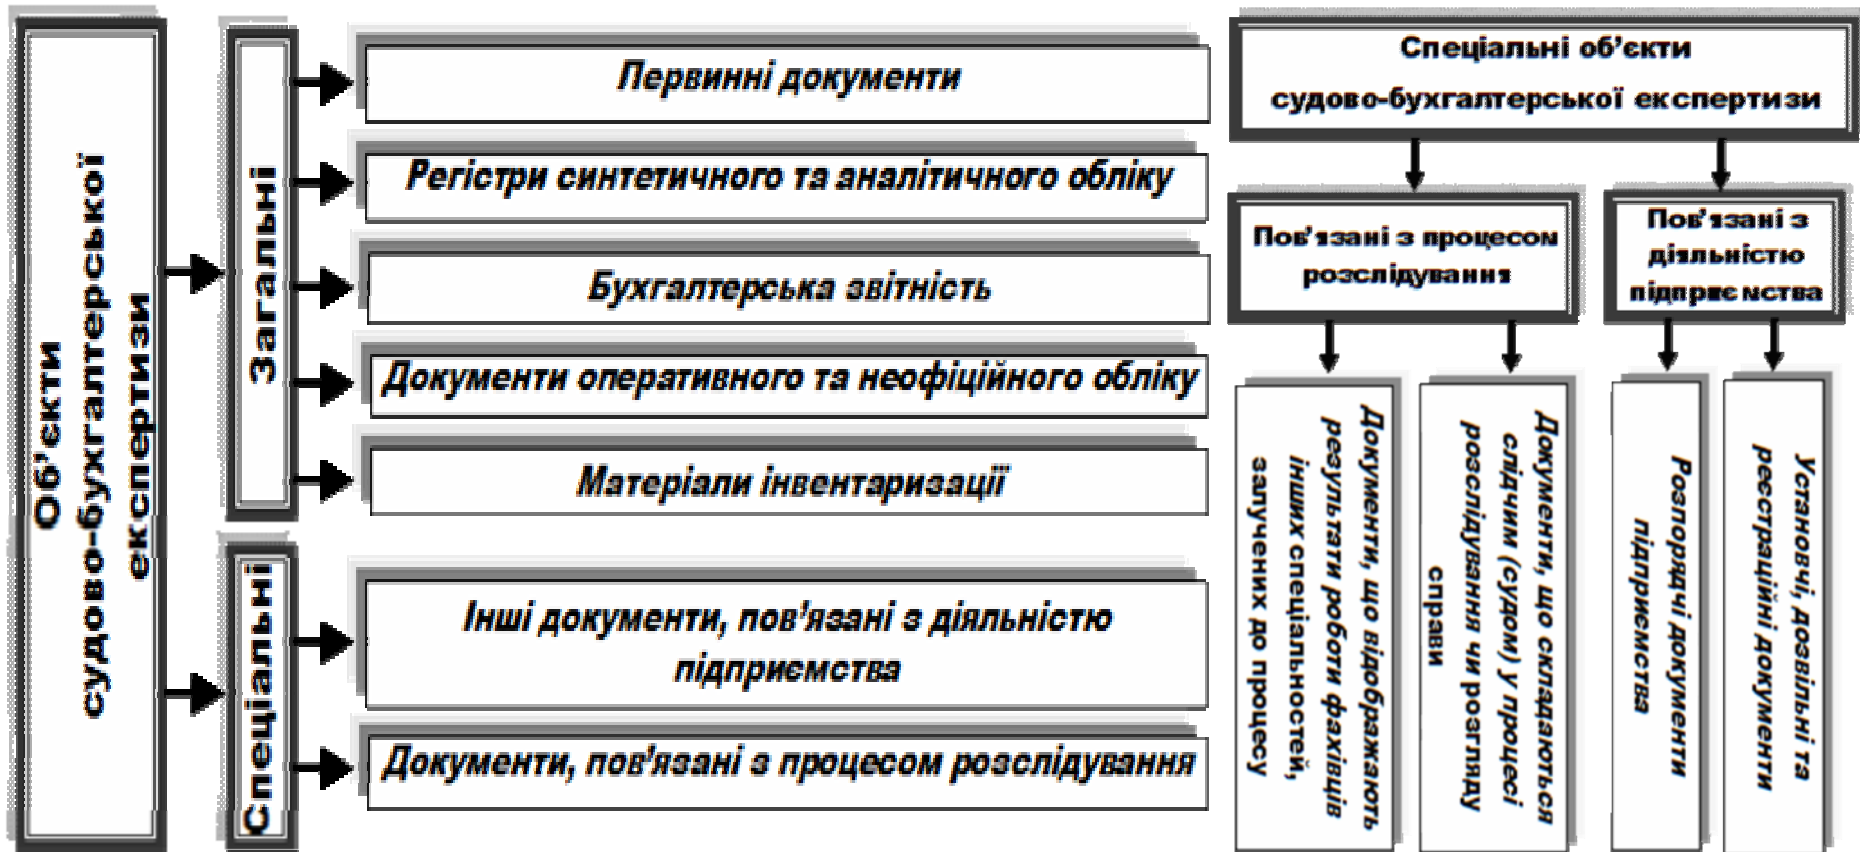 Об’єкти
судово-бухгалтерської
експертизи
Загальні
Первинні документи
Регістри синтетичного та аналітичного обліку
Бухгалтерська звітність
Документи оперативного та неофіційного обліку
Матеріали інвентаризації
Спеціальні
Інші документи, пов’язані з діяльністю
підприємства
Документи, пов’язані з процесом розслідування
Спеціальні об’єкти
судово-бухгалтерської експертизи
Пов’язані з процесом
розслідування
Пов’язані з
діяльністю
підприємства
Документи, що відображають
результати роботи фахівців
інших спеціальностей,
залучених до процесу
Документи, що складаються
слідчим (судом) у процесі
розслідування чи розгляду
справи
Розпорядчі документи
підприємства
Установчі, дозвільні та
реєстраційні документи